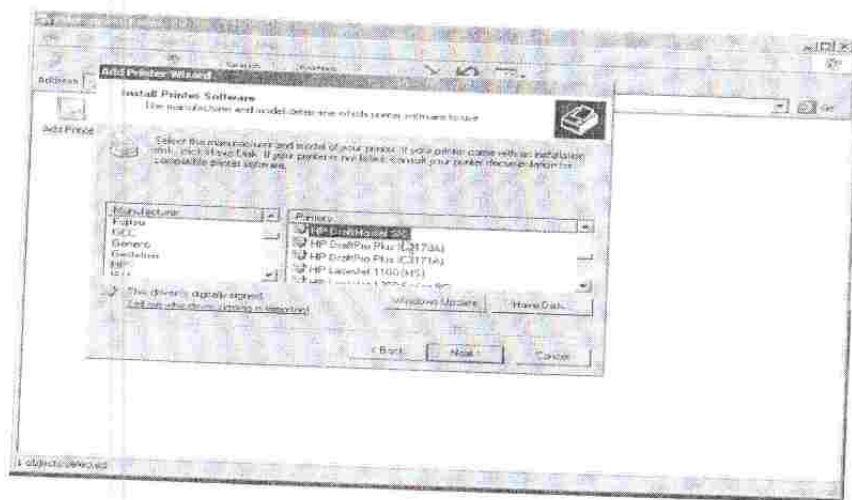 Address
Go
Add Printer Wizard
Install Printer Software
The manufacturer and model determine which printer software to use.
Add Printer
Select the manufacturer and model of your printer. If your printer came with an installation
disk, click Have Disk. If your printer is not listed, consult your printer documentation for
compatible printer software.
Manufacturer
Fujitsu
GCC
Generic
Gestetner
HP
Printers
HP DraftMaster
HP DraftPro Plus (C3170A)
HP DraftPro Plus (C3171A)
HP LaserJet 1100 (MS)
This driver is digitally signed.
Tell me why driver signing is important
Windows Update
Have Disk...
< Back
Next >
Cancel
1 objects selected